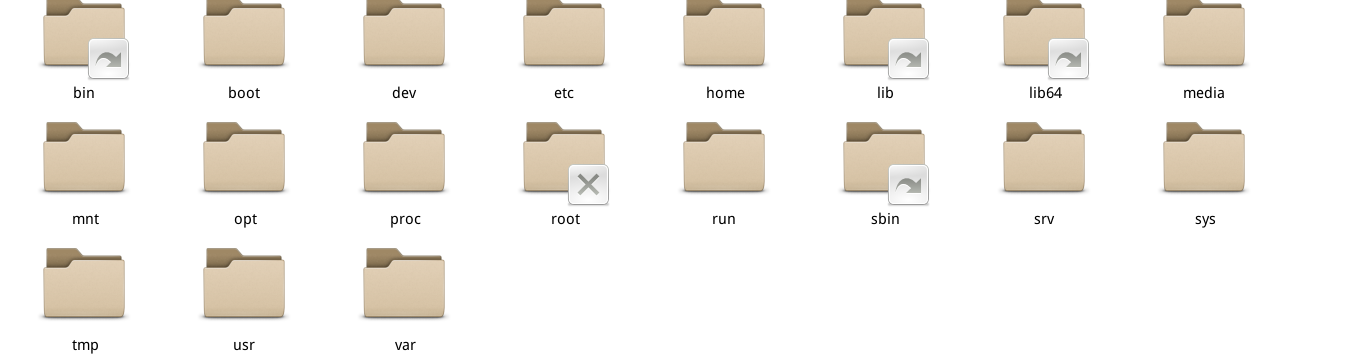 bin boot dev etc home lib lib64 media
mnt opt proc root run sbin srv sys
tmp usr var